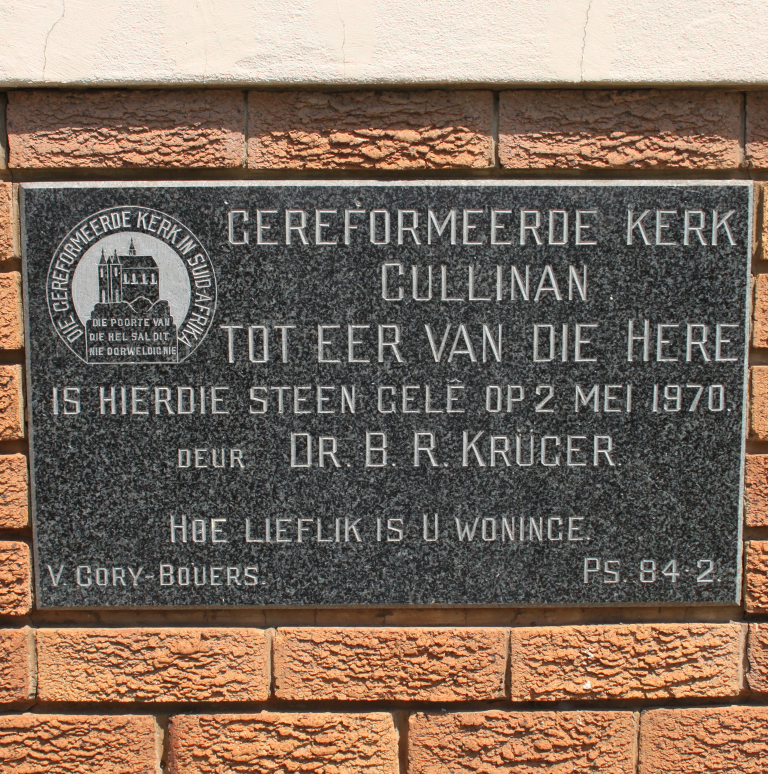 DIE GEREFORMEERDE KERK IN SUID-AFRIKA
DIE POORTE VAN
DIE HEL SAL DIT
NIE OORWELDIG NIE
GEREFORMEERDE KERK
CULLINAN
TOT EER VAN DIE HERE
IS HIERDIE STEEN GELÊ OP 2 MEI 1970.
DEUR DR. B. R. KRÜGER.
HOE LIEFLIK IS U WONINGE.
V. GORY-BOUERS. PS. 84:2.